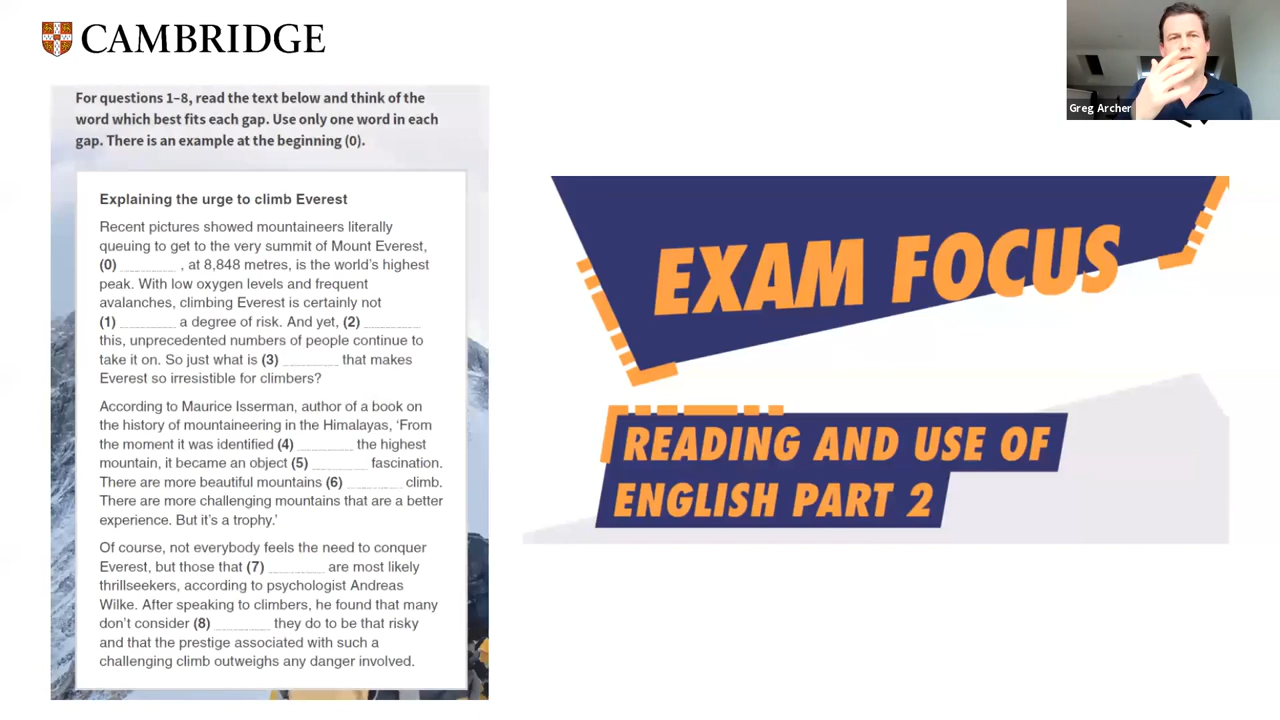 CAMBRIDGE
Greg Archer
For questions 1–8, read the text below and think of the
word which best fits each gap. Use only one word in each
gap. There is an example at the beginning (0).
Explaining the urge to climb Everest
Recent pictures showed mountaineers literally
queuing to get to the very summit of Mount Everest,
(0) ________ , at 8,848 metres, is the world’s highest
peak. With low oxygen levels and frequent
avalanches, climbing Everest is certainly not
(1) ________ a degree of risk. And yet, (2) ________
this, unprecedented numbers of people continue to
take it on. So just what is (3) ________ that makes
Everest so irresistible for climbers?
According to Maurice Isserman, author of a book on
the history of mountaineering in the Himalayas, ‘From
the moment it was identified (4) ________ the highest
mountain, it became an object (5) ________ fascination.
There are more beautiful mountains (6) ________ climb.
There are more challenging mountains that are a better
experience. But it’s a trophy.’
Of course, not everybody feels the need to conquer
Everest, but those that (7) ________ are most likely
thrillseekers, according to psychologist Andreas
Wilke. After speaking to climbers, he found that many
don’t consider (8) ________ they do to be that risky
and that the prestige associated with such a
challenging climb outweighs any danger involved.
EXAM FOCUS
READING AND USE OF
ENGLISH PART 2